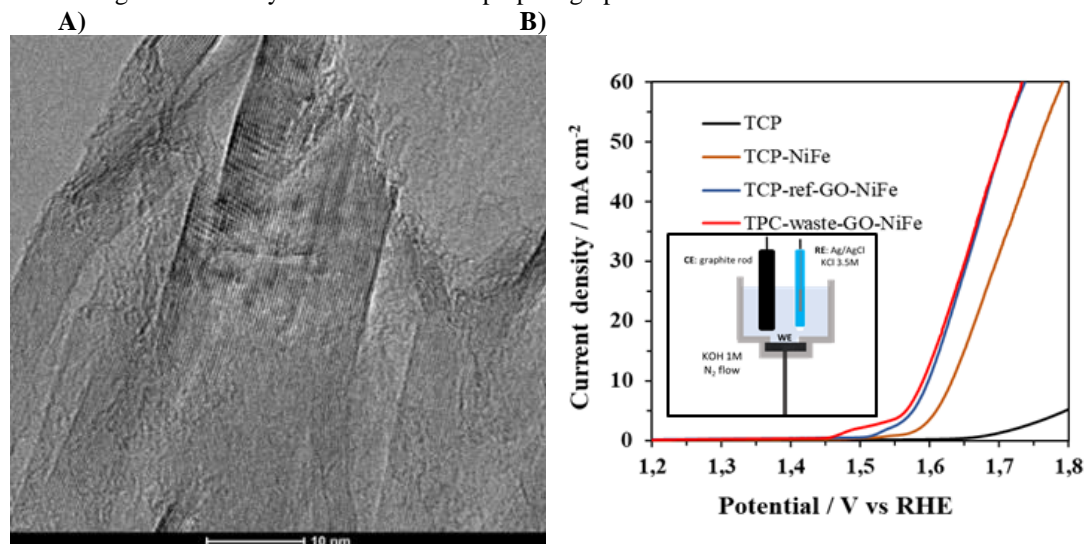 A) B)
10 nm
60
50
40
30
20
10
0
Current density / mA cm⁻²
TCP
TCP-NiFe
TCP-ref-GO-NiFe
TPC-waste-GO-NiFe
CE: graphite rod
RE: Ag/AgCl
KCl 3.5M
WE
KOH 1M
N₂ flow
1,2 1,3 1,4 1,5 1,6 1,7 1,8
Potential / V vs RHE